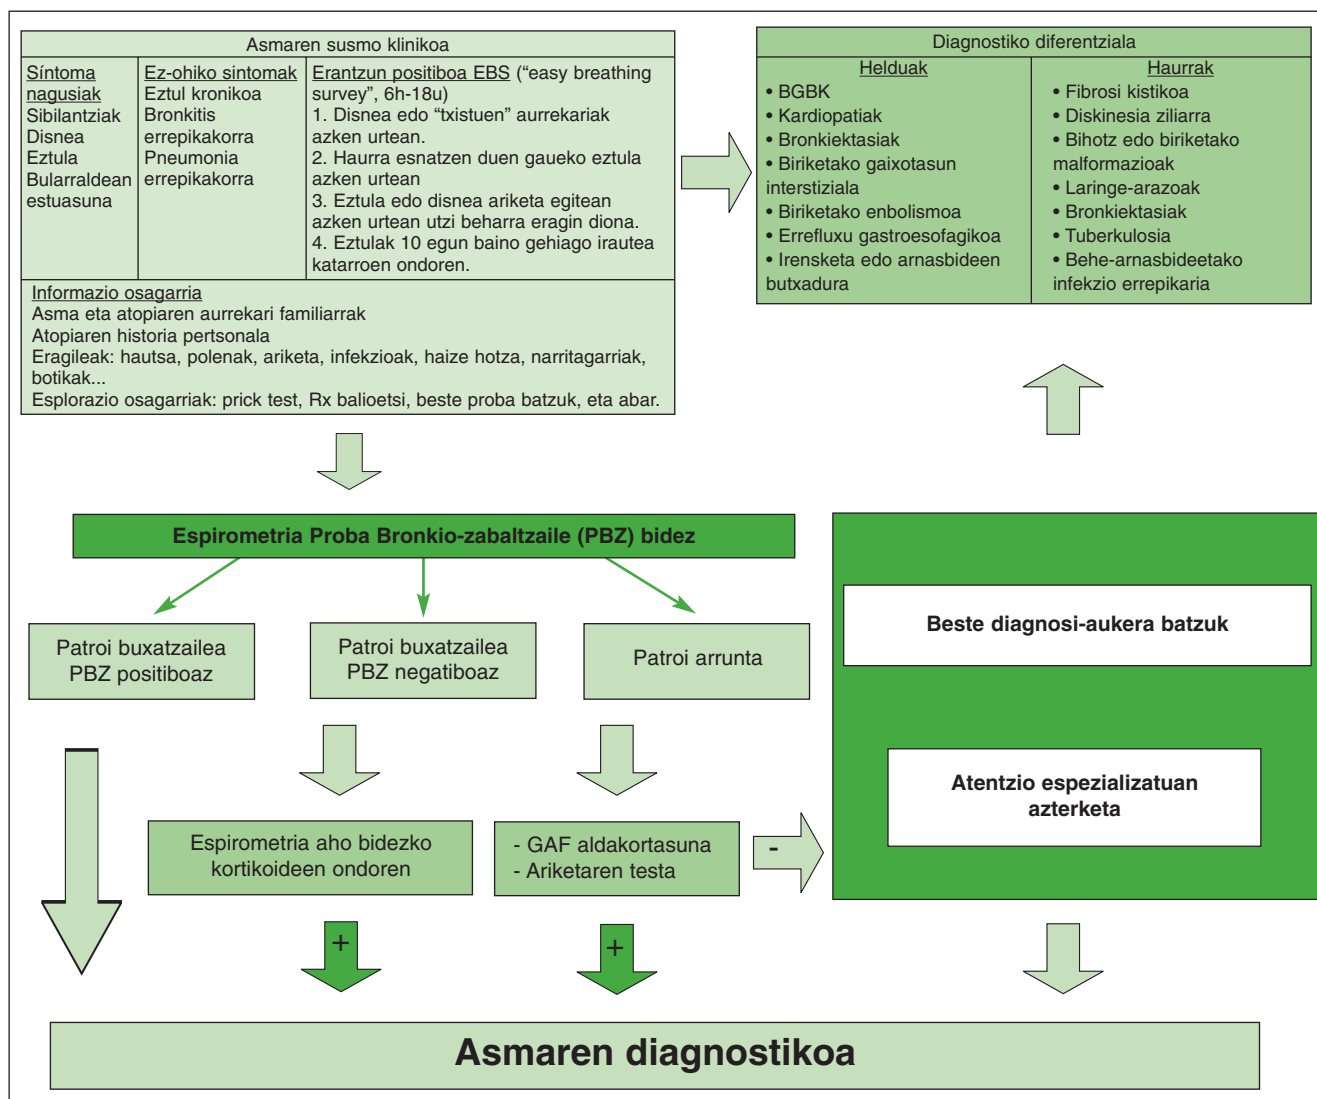 Asmaren susmo klinikoa
Síntoma
nagusiak
Sibilantziak
Disnea
Eztula
Bularraldean
estuasuna
Ez-ohiko sintomak
Eztul kronikoa
Bronkitis
errepikakorra
Pneumonia
errepikakorra
Erantzun positiboa EBS (“easy breathing
survey”, 6h-18u)
1. Disnea edo “txistuen” aurrekariak
azken urtean.
2. Haurra esnatzen duen gaueko eztula
azken urtean
3. Eztula edo disnea ariketa egitean
azken urtean utzi beharra eragin diona.
4. Eztulak 10 egun baino gehiago irautea
katarroen ondoren.
Informazio osagarria
Asma eta atopiaren aurrekari familiarrak
Atopiaren historia pertsonala
Eragileak: hautsa, polenak, ariketa, infekzioak, haize hotza, narritagarriak,
botikak...
Esplorazio osagarriak: prick test, Rx balioetsi, beste proba batzuk, eta abar.
Diagnostiko diferentziala
Helduak
• BGBK
• Kardiopatiak
• Bronkiektasiak
• Biriketako gaixotasun
interstiziala
• Biriketako enbolismoa
• Errefluxu gastroesofagikoa
• Irensketa edo arnasbideen
butxadura
Haurrak
• Fibrosi kistikoa
• Diskinesia ziliarra
• Bihotz edo biriketako
malformazioak
• Laringe-arazoak
• Bronkiektasiak
• Tuberkulosia
• Behe-arnasbideetako
infekzio errepikaria
Espirometria Proba Bronkio-zabaltzaile (PBZ) bidez
Patroi buxatzailea
PBZ positiboaz
Patroi buxatzailea
PBZ negatiboaz
Patroi arrunta
Beste diagnosi-aukera batzuk
Atentzio espezializatuan
azterketa
Espirometria aho bidezko
kortikoideen ondoren
- GAF aldakortasuna
- Ariketaren testa
-
+
+
Asmaren diagnostikoa